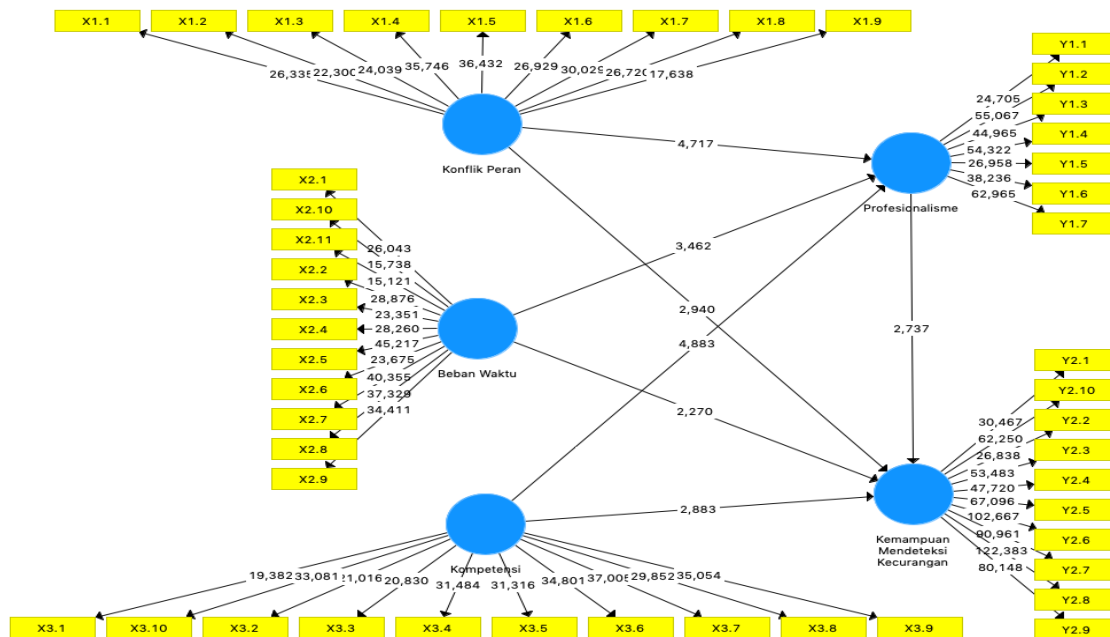 X1.1
X1.2
X1.3
X1.4
X1.5
X1.6
X1.7
X1.8
X1.9
22,300
24,039
35,746
36,432
26,929
26,720
17,638
Konflik Peran
Y1.1
Y1.2
Y1.3
Y1.4
Y1.5
Y1.6
Y1.7
24,705
55,067
44,965
54,322
26,958
38,236
62,965
Profesionalisme
4,717
3,462
2,940
4,883
2,737
2,270
2,883
X2.1
X2.10
X2.11
X2.2
X2.3
X2.4
X2.5
X2.6
X2.7
X2.8
X2.9
26,043
15,738
15,121
28,876
23,351
28,260
45,217
23,675
40,355
37,329
34,411
Beban Waktu
Y2.1
Y2.10
Y2.2
Y2.3
Y2.4
Y2.5
Y2.6
Y2.7
Y2.8
Y2.9
30,467
62,250
26,838
53,483
47,720
67,096
102,667
90,961
122,383
80,148
Kemampuan
Mendeteksi
Kecurangan
Kompetensi
19,382
33,081
20,830
31,484
31,316
34,801
29,852
35,054
X3.1
X3.10
X3.2
X3.3
X3.4
X3.5
X3.6
X3.7
X3.8
X3.9